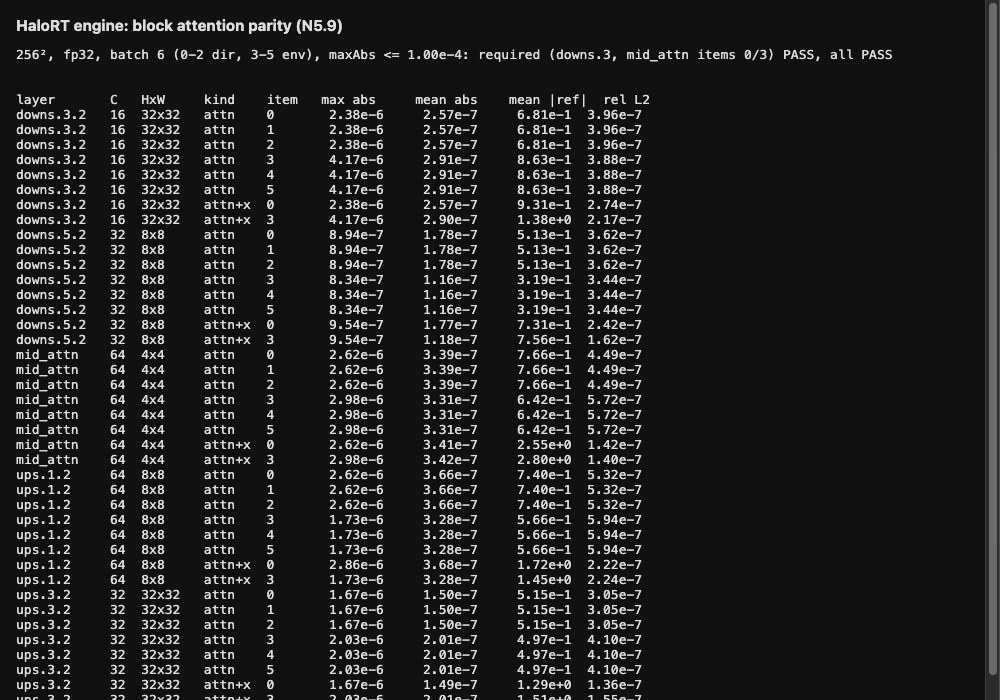 HaloRT engine: block attention parity (N5.9)
256², fp32, batch 6 (0-2 dir, 3-5 env), maxAbs <= 1.00e-4: required (downs.3, mid_attn items 0/3) PASS, all PASS
layer C HxW kind item max abs mean abs mean |ref| rel L2
downs.3.2 16 32x32 attn 0 2.38e-6 2.57e-7 6.81e-1 3.96e-7
downs.3.2 16 32x32 attn 1 2.38e-6 2.57e-7 6.81e-1 3.96e-7
downs.3.2 16 32x32 attn 2 2.38e-6 2.57e-7 6.81e-1 3.96e-7
downs.3.2 16 32x32 attn 3 4.17e-6 2.91e-7 8.63e-1 3.88e-7
downs.3.2 16 32x32 attn 4 4.17e-6 2.91e-7 8.63e-1 3.88e-7
downs.3.2 16 32x32 attn 5 4.17e-6 2.91e-7 8.63e-1 3.88e-7
downs.3.2 16 32x32 attn+x 0 2.38e-6 2.57e-7 9.31e-1 2.74e-7
downs.3.2 16 32x32 attn+x 3 4.17e-6 2.90e-7 1.38e+0 2.17e-7
downs.5.2 32 8x8 attn 0 8.94e-7 1.78e-7 5.13e-1 3.62e-7
downs.5.2 32 8x8 attn 1 8.94e-7 1.78e-7 5.13e-1 3.62e-7
downs.5.2 32 8x8 attn 2 8.94e-7 1.78e-7 5.13e-1 3.62e-7
downs.5.2 32 8x8 attn 3 8.34e-7 1.16e-7 3.19e-1 3.44e-7
downs.5.2 32 8x8 attn 4 8.34e-7 1.16e-7 3.19e-1 3.44e-7
downs.5.2 32 8x8 attn 5 8.34e-7 1.16e-7 3.19e-1 3.44e-7
downs.5.2 32 8x8 attn+x 0 9.54e-7 1.77e-7 7.31e-1 2.42e-7
downs.5.2 32 8x8 attn+x 3 9.54e-7 1.18e-7 7.56e-1 1.62e-7
mid_attn 64 4x4 attn 0 2.62e-6 3.39e-7 7.66e-1 4.49e-7
mid_attn 64 4x4 attn 1 2.62e-6 3.39e-7 7.66e-1 4.49e-7
mid_attn 64 4x4 attn 2 2.62e-6 3.39e-7 7.66e-1 4.49e-7
mid_attn 64 4x4 attn 3 2.98e-6 3.31e-7 6.42e-1 5.72e-7
mid_attn 64 4x4 attn 4 2.98e-6 3.31e-7 6.42e-1 5.72e-7
mid_attn 64 4x4 attn 5 2.98e-6 3.31e-7 6.42e-1 5.72e-7
mid_attn 64 4x4 attn+x 0 2.62e-6 3.41e-7 2.55e+0 1.42e-7
mid_attn 64 4x4 attn+x 3 2.98e-6 3.42e-7 2.80e+0 1.40e-7
ups.1.2 64 8x8 attn 0 2.62e-6 3.66e-7 7.40e-1 5.32e-7
ups.1.2 64 8x8 attn 1 2.62e-6 3.66e-7 7.40e-1 5.32e-7
ups.1.2 64 8x8 attn 2 2.62e-6 3.66e-7 7.40e-1 5.32e-7
ups.1.2 64 8x8 attn 3 1.73e-6 3.28e-7 5.66e-1 5.94e-7
ups.1.2 64 8x8 attn 4 1.73e-6 3.28e-7 5.66e-1 5.94e-7
ups.1.2 64 8x8 attn 5 1.73e-6 3.28e-7 5.66e-1 5.94e-7
ups.1.2 64 8x8 attn+x 0 2.86e-6 3.68e-7 1.72e+0 2.22e-7
ups.1.2 64 8x8 attn+x 3 1.73e-6 3.28e-7 1.45e+0 2.24e-7
ups.3.2 32 32x32 attn 0 1.67e-6 1.50e-7 5.15e-1 3.05e-7
ups.3.2 32 32x32 attn 1 1.67e-6 1.50e-7 5.15e-1 3.05e-7
ups.3.2 32 32x32 attn 2 1.67e-6 1.50e-7 5.15e-1 3.05e-7
ups.3.2 32 32x32 attn 3 2.03e-6 2.01e-7 4.97e-1 4.10e-7
ups.3.2 32 32x32 attn 4 2.03e-6 2.01e-7 4.97e-1 4.10e-7
ups.3.2 32 32x32 attn 5 2.03e-6 2.01e-7 4.97e-1 4.10e-7
ups.3.2 32 32x32 attn+x 0 1.67e-6 1.49e-7 1.29e+0 1.36e-7